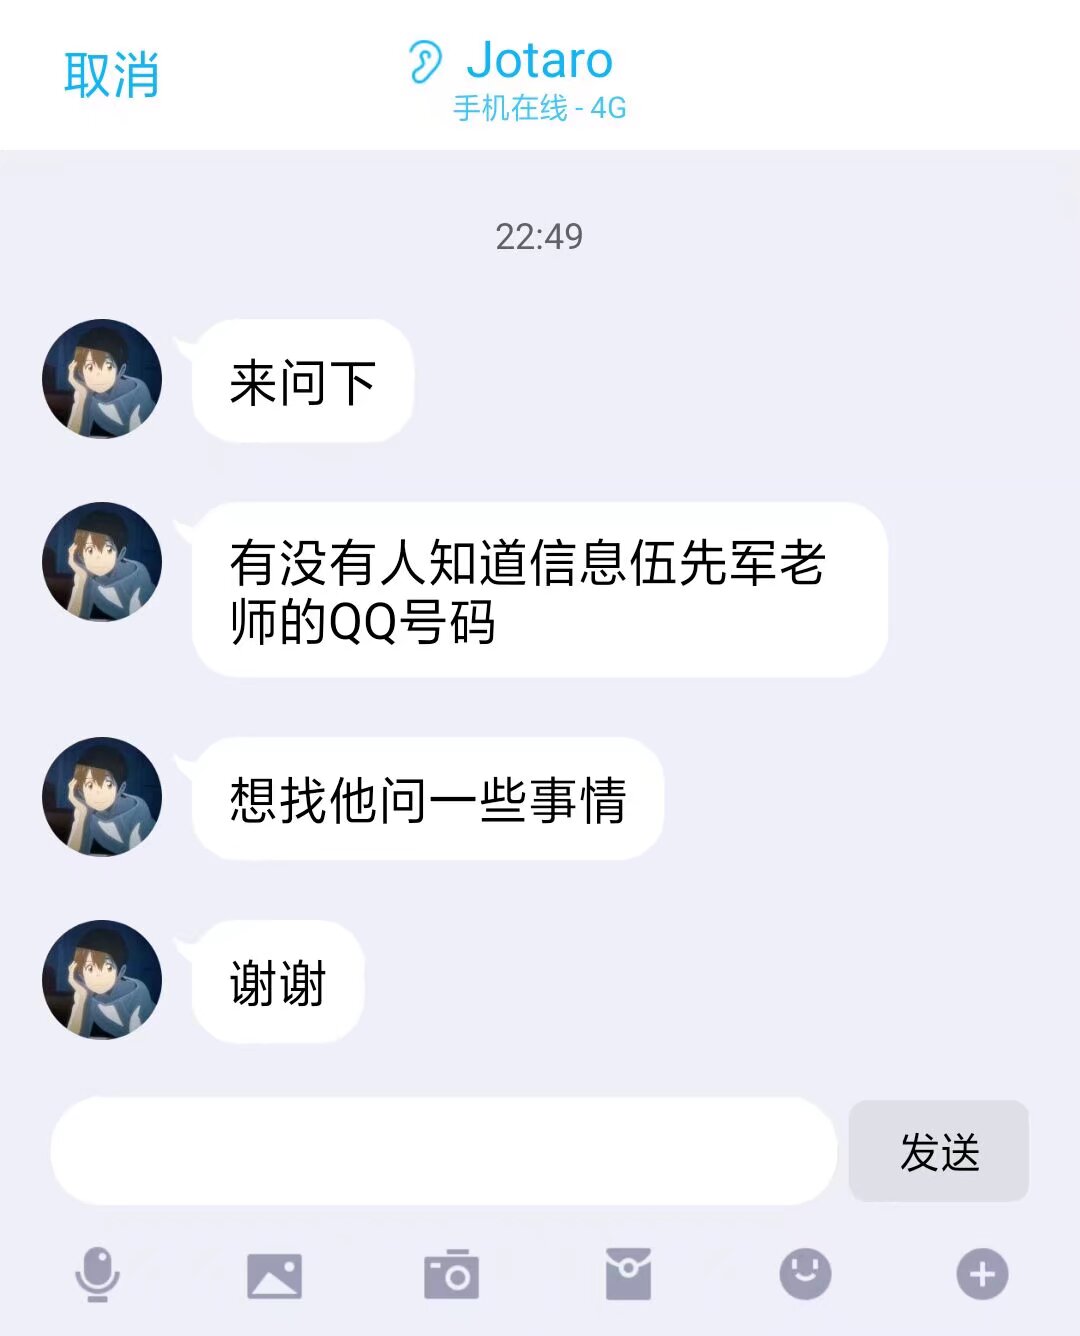 取消
Jotaro
手机在线 - 4G
22:49
来问下
有没有人知道信息伍先军老
师的QQ号码
想找他问一些事情
谢谢
发送